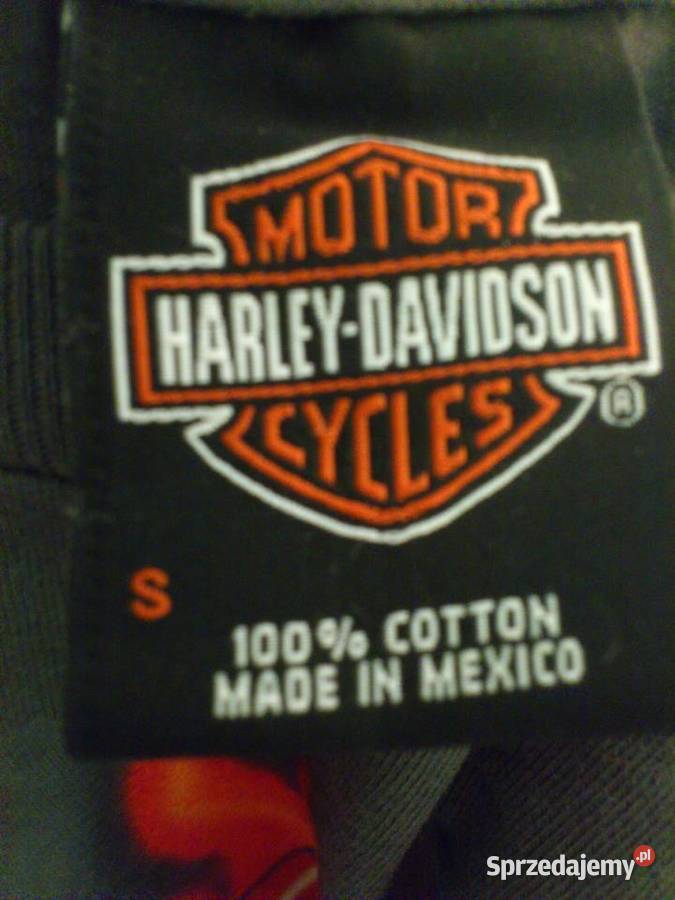 MOTOR
HARLEY-DAVIDSON
CYCLES
®
S
100% COTTON
MADE IN MEXICO
Sprzedajemy.pl